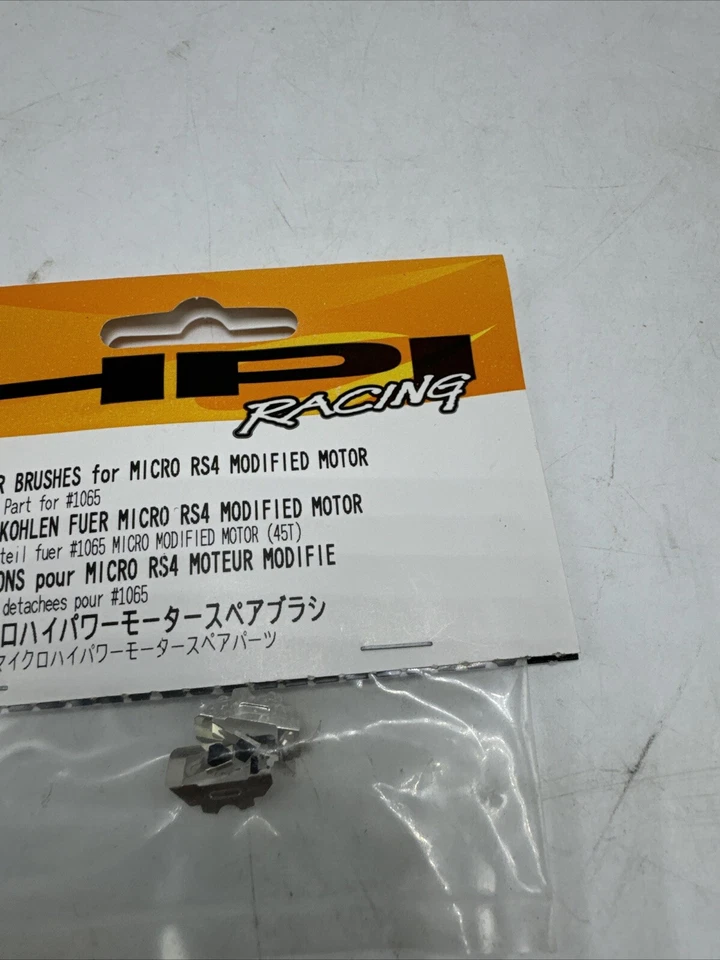 HPI
RACING
R BRUSHES for MICRO RS4 MODIFIED MOTOR
Part for #1065
KOHLEN FUER MICRO RS4 MODIFIED MOTOR
teil fuer #1065 MICRO MODIFIED MOTOR (45T)
ONS pour MICRO RS4 MOTEUR MODIFIE
detachees pour #1065
ロハイパワーモータースペアブラシ
マイクロハイパワーモータースペアパーツ